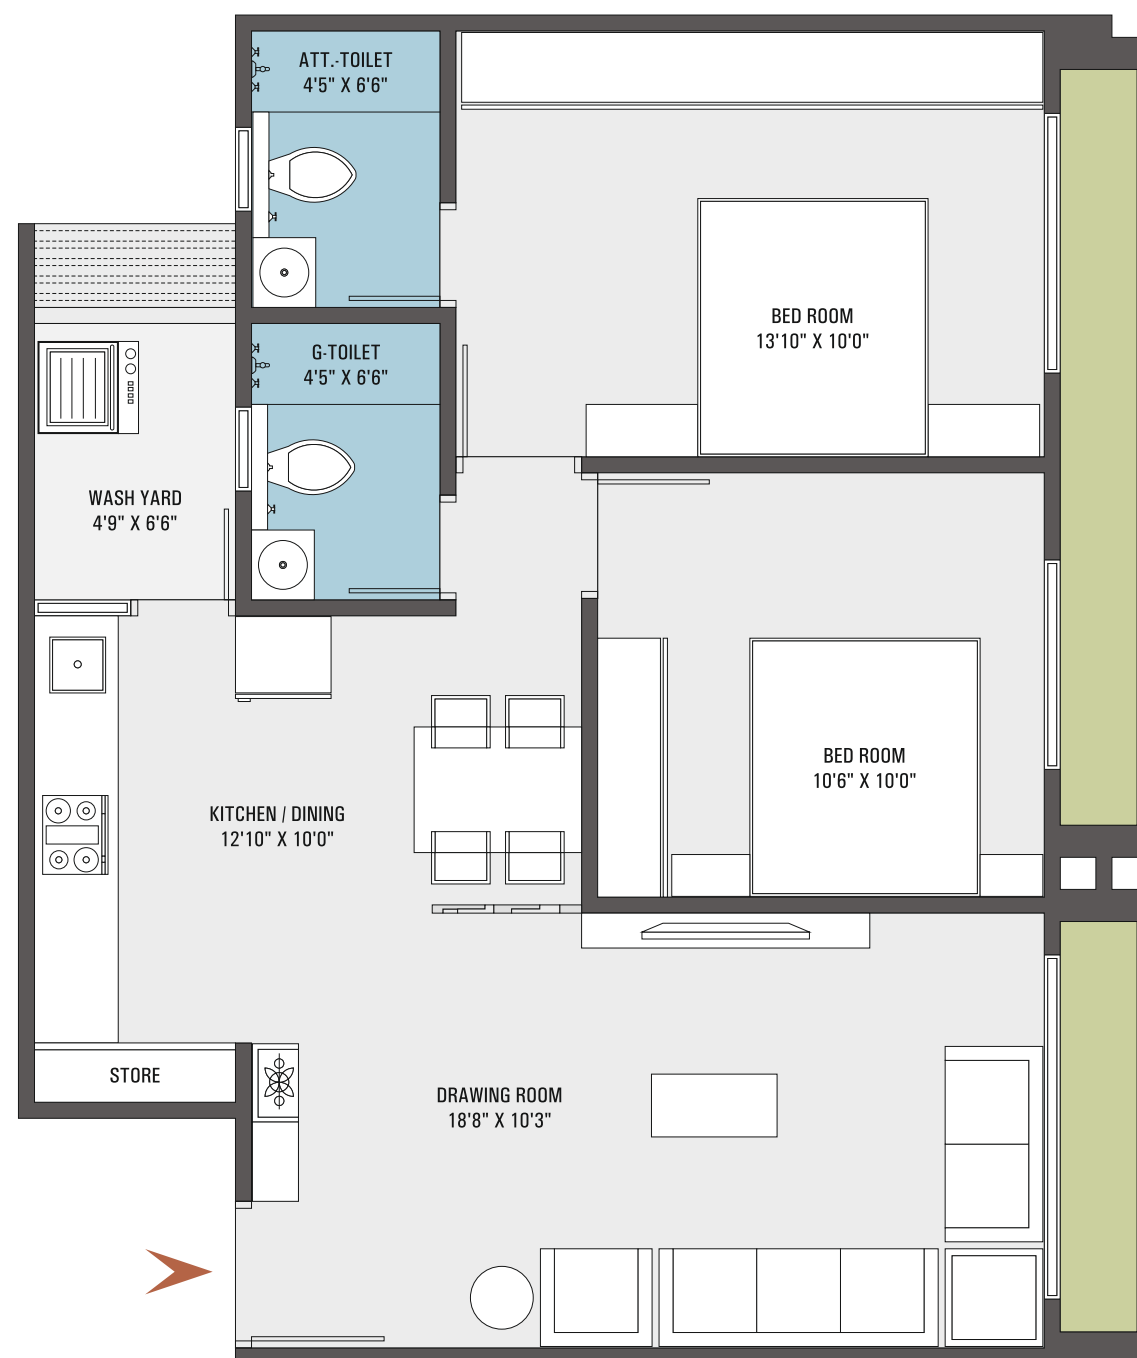 ATT.-TOILET
4'5" X 6'6"
BED ROOM
13'10" X 10'0"
G-TOILET
4'5" X 6'6"
WASH YARD
4'9" X 6'6"
BED ROOM
10'6" X 10'0"
KITCHEN / DINING
12'10" X 10'0"
STORE
DRAWING ROOM
18'8" X 10'3"